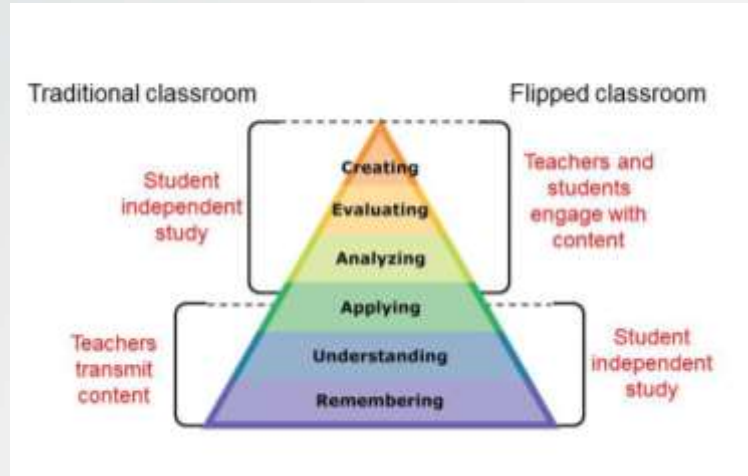 Traditional classroom
Flipped classroom
Student
independent
study
Creating
Evaluating
Analyzing
Applying
Understanding
Remembering
Teachers and
students
engage with
content
Teachers
transmit
content
Student
independent
study